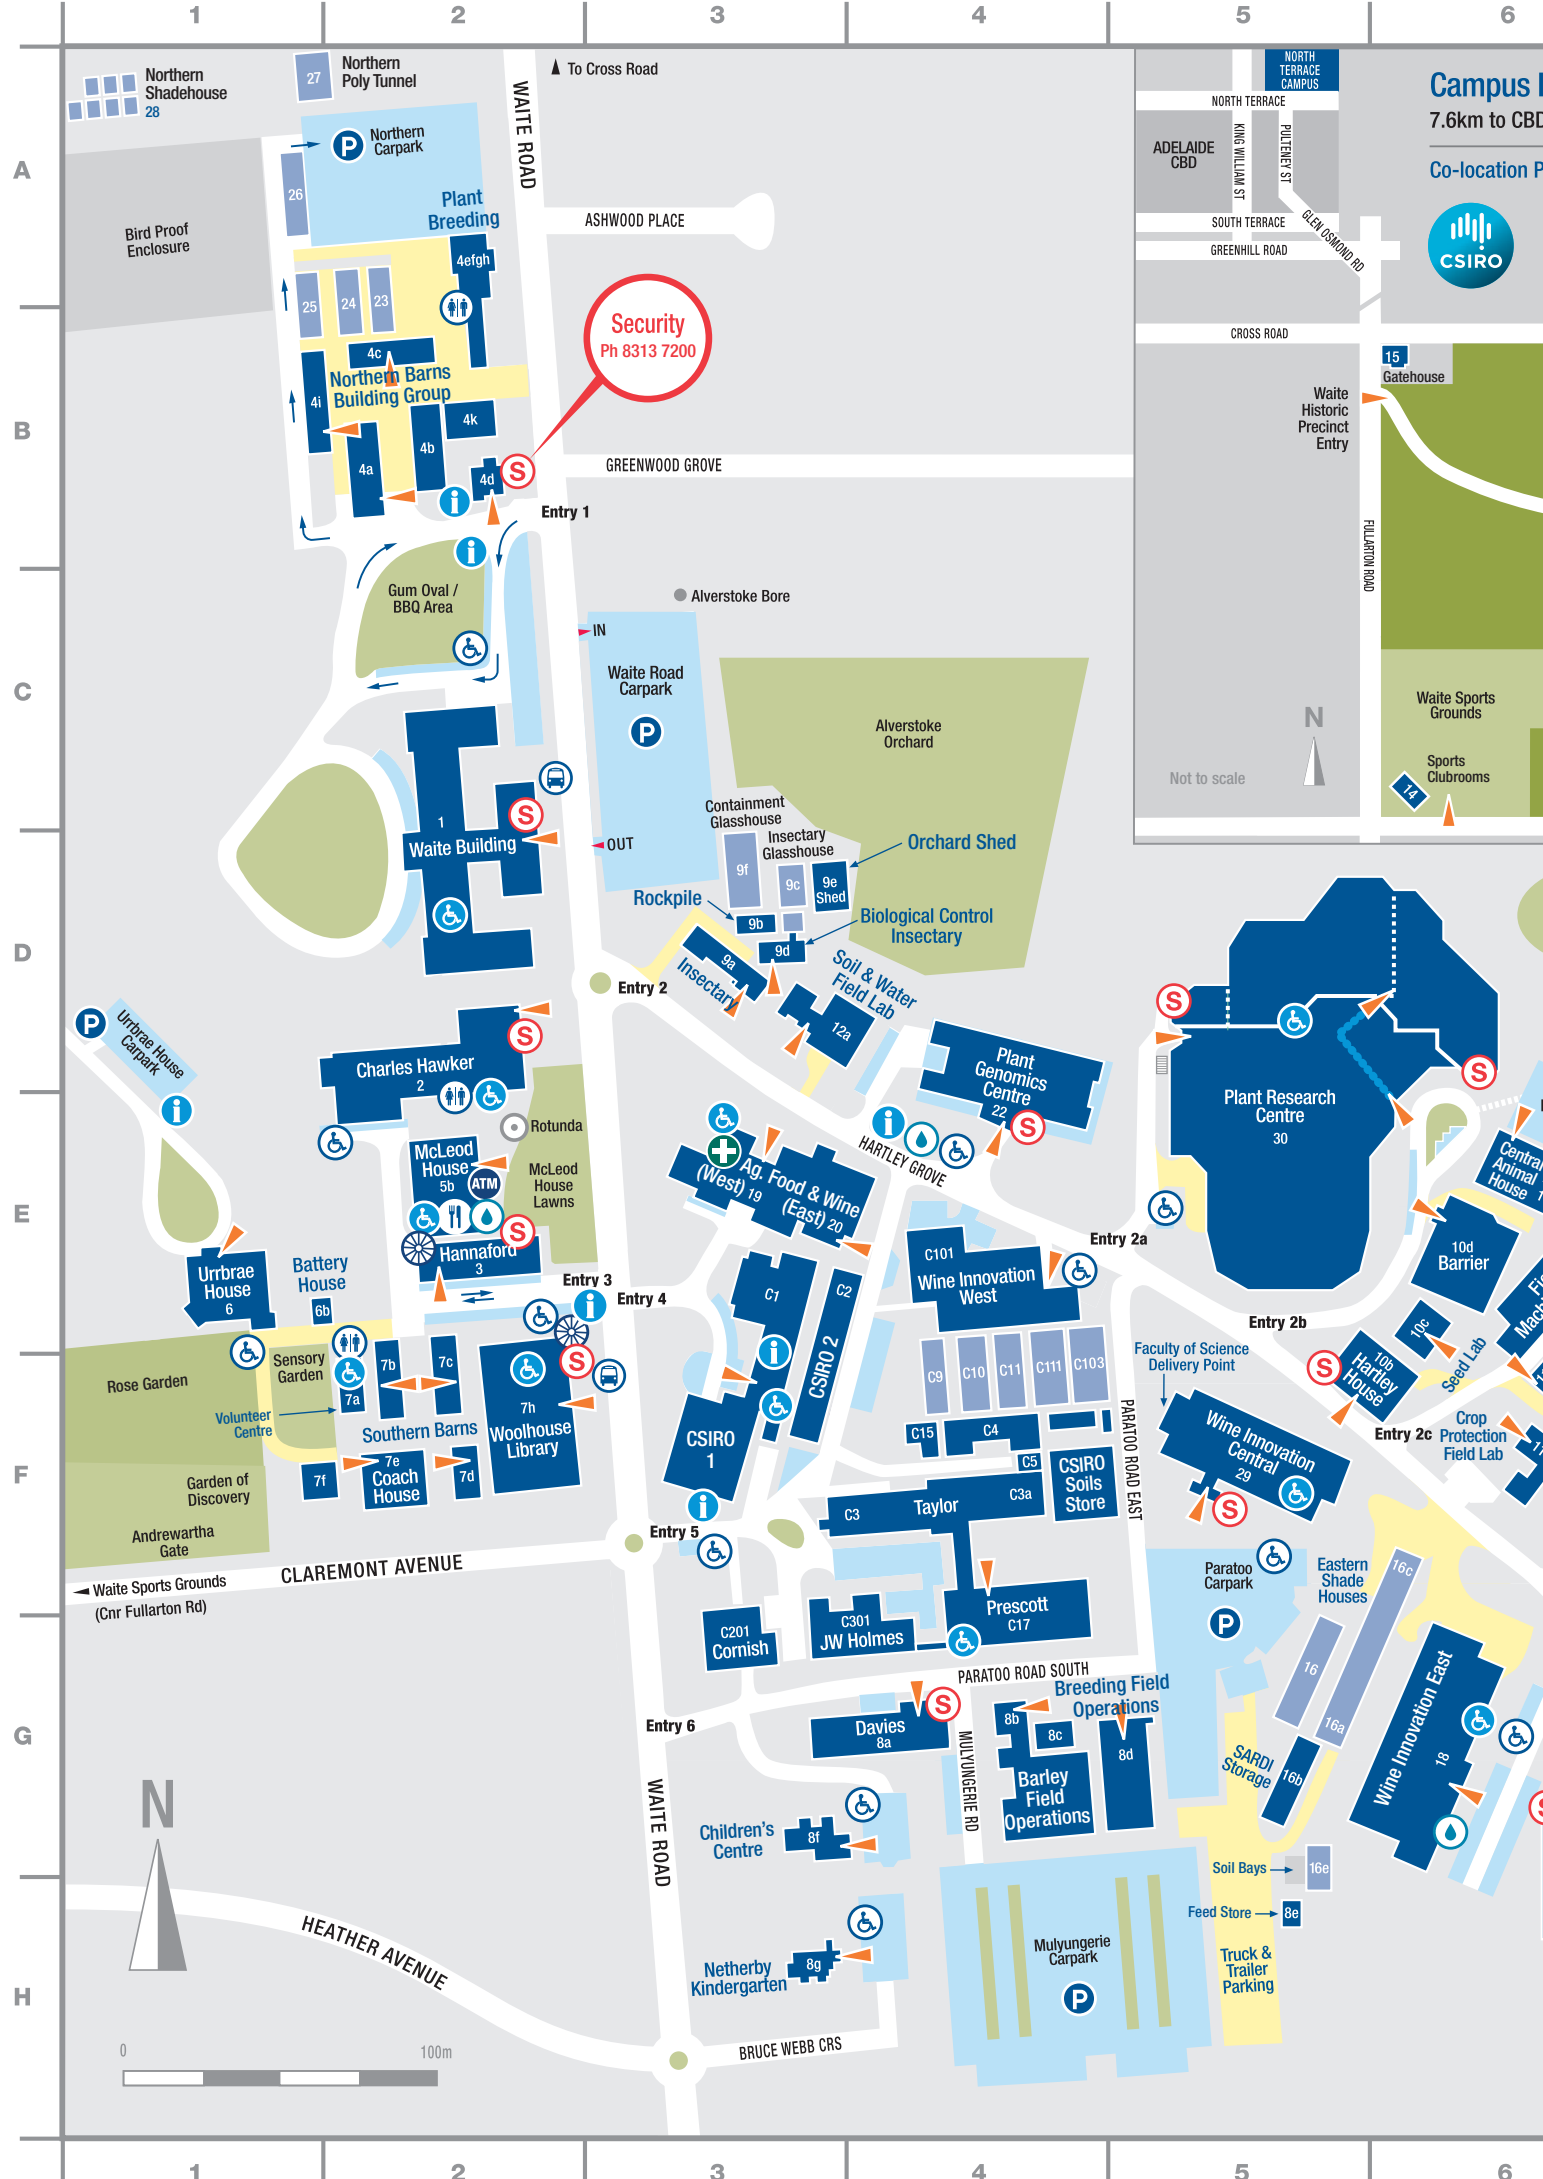 1
2
3
4
5
6
Northern
Shadehouse
28
27
Northern
Poly Tunnel
To Cross Road
WAITE ROAD
A
P
Northern
Carpark
26
Bird Proof
Enclosure
Plant
Breeding
4efgh
ASHWOOD PLACE
25
24
23
Security
Ph 8313 7200
4c
Northern Barns
Building Group
4i
B
4k
4b
4a
4d
S
i
GREENWOOD GROVE
Entry 1
i
NORTH
TERRACE
CAMPUS
NORTH TERRACE
KING WILLIAM ST
PULTENEY ST
ADELAIDE
CBD
SOUTH TERRACE
GLEN OSMOND RD
GREENHILL ROAD
CROSS ROAD
Campus
7.6km to CBD
Co-location P
CSIRO
15
Gatehouse
Waite
Historic
Precinct
Entry
FULLARTON ROAD
Waite Sports
Grounds
Sports
Clubrooms
14
N
Not to scale
Gum Oval /
BBQ Area
Alverstoke Bore
IN
C
Waite Road
Carpark
P
Alverstoke
Orchard
1
S
Waite Building
OUT
Containment
Glasshouse
Insectary
Glasshouse
9f
9c
9e
Shed
Orchard Shed
Rockpile
9b
Biological Control
Insectary
9d
D
9a
Insectary
Soil & Water
Field Lab
12a
Entry 2
P
Urrbrae House
Carpark
i
S
Charles Hawker
2
Plant
Genomics
Centre
22
S
S
Plant Research
Centre
30
S
Rotunda
McLeod
House
5b
ATM
McLeod
House
Lawns
i
HARTLEY GROVE
Ag. Food & Wine
(West) 19
(East) 20
Central
Animal
House 1
E
S
Hannaford
3
Urrbrae
House
6
Battery
House
6b
Entry 3
i
Entry 4
C1
C2
C101
Wine Innovation
West
Entry 2a
10d
Barrier
Entry 2b
10c
Seed Lab
10b
Hartley
House
S
Mach
Sensory
Garden
Rose Garden
7b
7c
7a
Volunteer
Centre
Southern Barns
7h
Woolhouse
Library
S
i
CSIRO 2
CSIRO
1
C9
C10
C11
C111
C103
Faculty of Science
Delivery Point
C15
C4
C5
PARATOO ROAD EAST
Wine Innovation
Central
29
S
Entry 2c
Crop
Protection
Field Lab
F
7f
7e
Coach
House
7d
Garden of
Discovery
Andrewartha
Gate
i
Entry 5
C3
Taylor
C3a
CSIRO
Soils
Store
CLAREMONT AVENUE
Waite Sports Grounds
(Cnr Fullarton Rd)
Paratoo
Carpark
P
Eastern
Shade
Houses
16c
Prescott
C17
C301
JW Holmes
C201
Cornish
PARATOO ROAD SOUTH
16
16a
Wine Innovation East
18
G
Entry 6
Davies
8a
S
Breeding Field
Operations
8b
8c
8d
Barley
Field
Operations
MULYUNGERIE RD
SARDI
Storage
16b
N
WAITE ROAD
Children's
Centre
8f
Soil Bays
16e
Feed Store
8e
HEATHER AVENUE
Netherby
Kindergarten
8g
Mulyungerie
Carpark
P
Truck &
Trailer
Parking
H
0
100m
BRUCE WEBB CRS
1
2
3
4
5
6